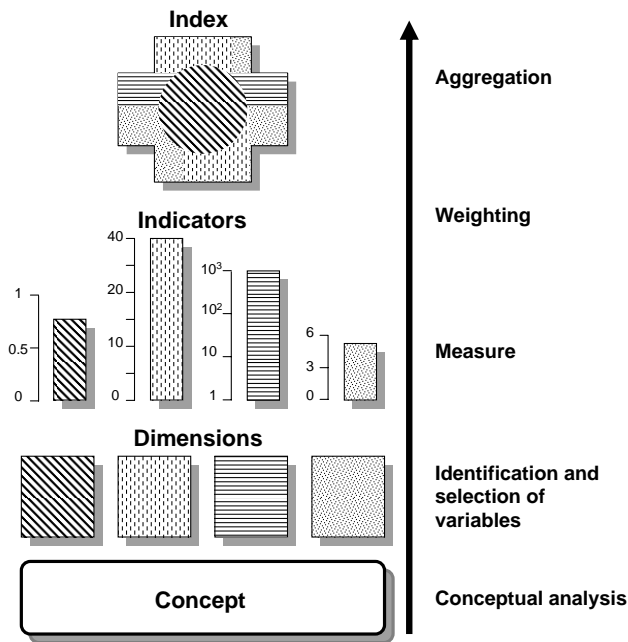 Index
Aggregation
Weighting
Indicators
1
0.5
0
40
20
10
0
10³
10²
10
1
6
3
0
Measure
Dimensions
Identification and
selection of
variables
Concept
Conceptual analysis